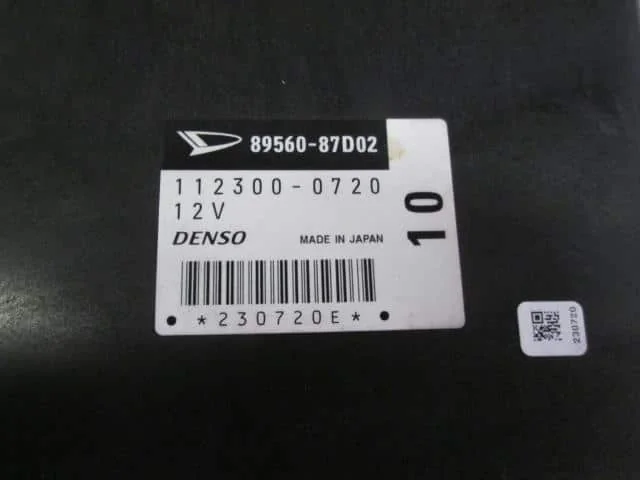 89560-87D02
112300-0720
12V
DENSO MADE IN JAPAN
10
*230720E*
230720